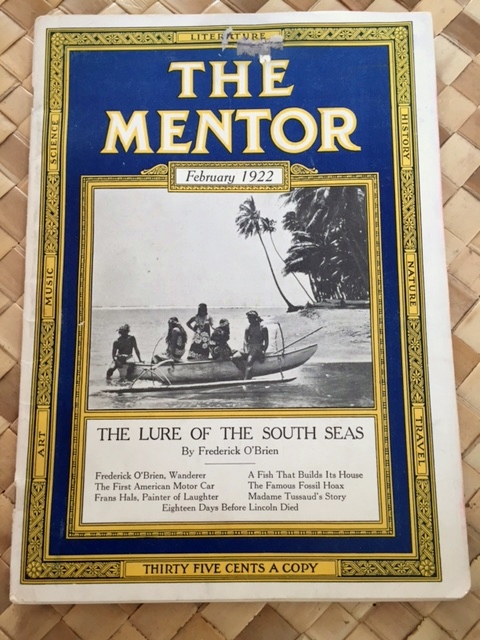 LITERATURE
THE
MENTOR
SCIENCE
HISTORY
February 1922
MUSIC
NATURE
ART
TRAVEL
THE LURE OF THE SOUTH SEAS
By Frederick O'Brien
Frederick O'Brien, Wanderer
The First American Motor Car
Frans Hals, Painter of Laughter
A Fish That Builds Its House
The Famous Fossil Hoax
Madame Tussaud's Story
Eighteen Days Before Lincoln Died
THIRTY FIVE CENTS A COPY